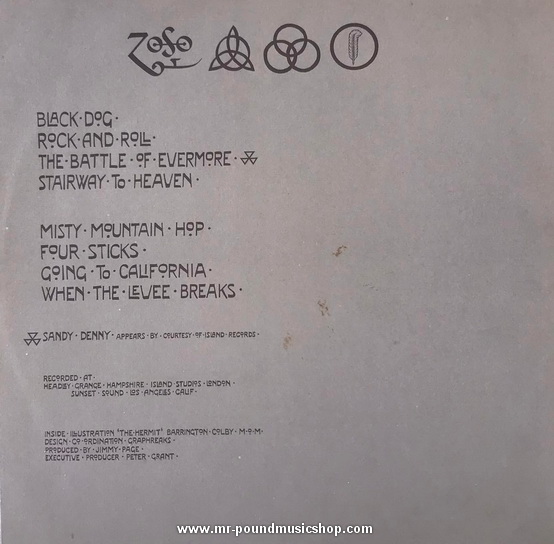 ZoSo
BLACK·DOG·
ROCK·AND·ROLL·
THE·BATTLE·OF·EVERMORE·
STAIRWAY·TO·HEAVEN·
MISTY·MOUNTAIN·HOP·
FOUR·STICKS·
GOING·TO·CALIFORNIA·
WHEN·THE·LEVEE·BREAKS·
SANDY·DENNY·APPEARS·BY·COURTESY·OF·ISLAND·RECORDS·
RECORDED·AT·
HEADLEY·GRANGE·HAMPSHIRE·ISLAND·STUDIOS·LONDON·
SUNSET·SOUND·LOS·ANGELES·CALIF·
INSIDE·ILLUSTRATION "THE·HERMIT" BARRINGTON·COLBY·M·O·M·
DESIGN·CO-ORDINATION·GRAPHREAKS·
PRODUCED·BY·JIMMY·PAGE·
EXECUTIVE·PRODUCER·PETER·GRANT·
www.mr-poundmusicshop.com